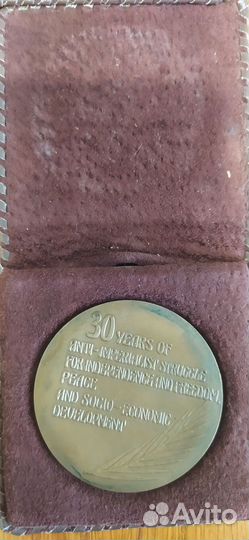 30 YEARS OF
ANTI-IMPERIALIST STRUGGLE
FOR INDEPENDENCE AND FREEDOM,
PEACE
AND SOCIO-ECONOMIC
DEVELOPMENT
Avito